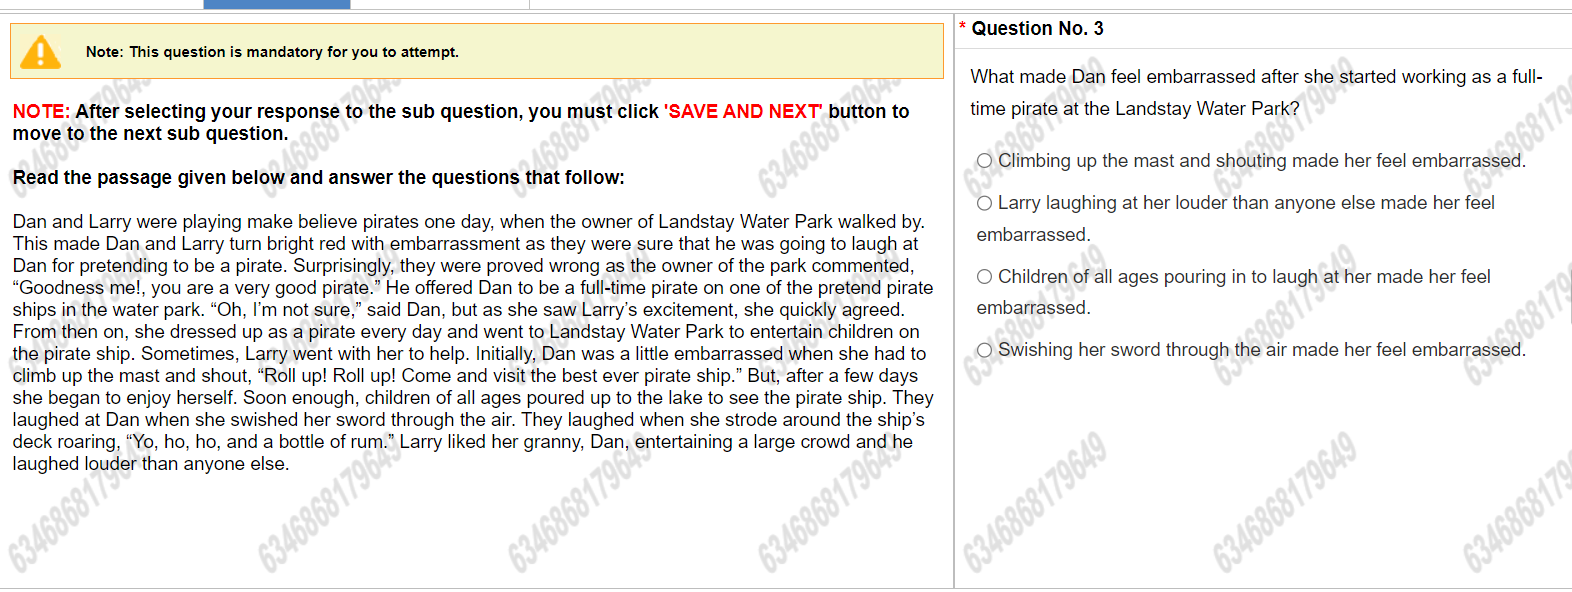 Note: This question is mandatory for you to attempt.
NOTE: After selecting your response to the sub question, you must click 'SAVE AND NEXT' button to
move to the next sub question.
Read the passage given below and answer the questions that follow:
Dan and Larry were playing make believe pirates one day, when the owner of Landstay Water Park walked by.
This made Dan and Larry turn bright red with embarrassment as they were sure that he was going to laugh at
Dan for pretending to be a pirate. Surprisingly, they were proved wrong as the owner of the park commented,
“Goodness me!, you are a very good pirate.” He offered Dan to be a full-time pirate on one of the pretend pirate
ships in the water park. “Oh, I’m not sure,” said Dan, but as she saw Larry’s excitement, she quickly agreed.
From then on, she dressed up as a pirate every day and went to Landstay Water Park to entertain children on
the pirate ship. Sometimes, Larry went with her to help. Initially, Dan was a little embarrassed when she had to
climb up the mast and shout, “Roll up! Roll up! Come and visit the best ever pirate ship.” But, after a few days
she began to enjoy herself. Soon enough, children of all ages poured up to the lake to see the pirate ship. They
laughed at Dan when she swished her sword through the air. They laughed when she strode around the ship’s
deck roaring, “Yo, ho, ho, and a bottle of rum.” Larry liked her granny, Dan, entertaining a large crowd and he
laughed louder than anyone else.
* Question No. 3
What made Dan feel embarrassed after she started working as a full-
time pirate at the Landstay Water Park?
Climbing up the mast and shouting made her feel embarrassed.
Larry laughing at her louder than anyone else made her feel
embarrassed.
Children of all ages pouring in to laugh at her made her feel
embarrassed.
Swishing her sword through the air made her feel embarrassed.
6346868179649
6346868179649
6346868179649
6346868179649
6346868179649
6346868179649